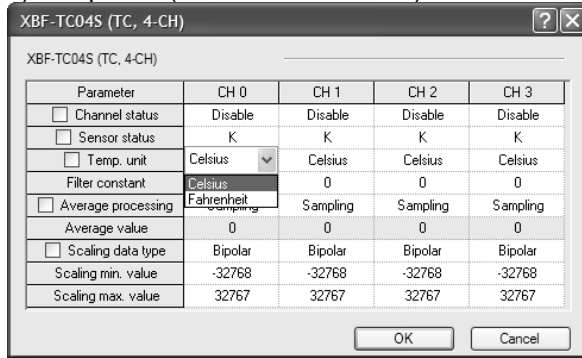 XBF-TC04S (TC, 4-CH)
XBF-TC04S (TC, 4-CH)
Parameter CH 0 CH 1 CH 2 CH 3
Channel status Disable Disable Disable Disable
Sensor status K K K K
Temp. unit Celsius Celsius Celsius Celsius
Filter constant Celsius 0 0 0
Fahrenheit
Average processing Sampling Sampling Sampling Sampling
Average value 0 0 0 0
Scaling data type Bipolar Bipolar Bipolar Bipolar
Scaling min. value -32768 -32768 -32768 -32768
Scaling max. value 32767 32767 32767 32767
OK Cancel